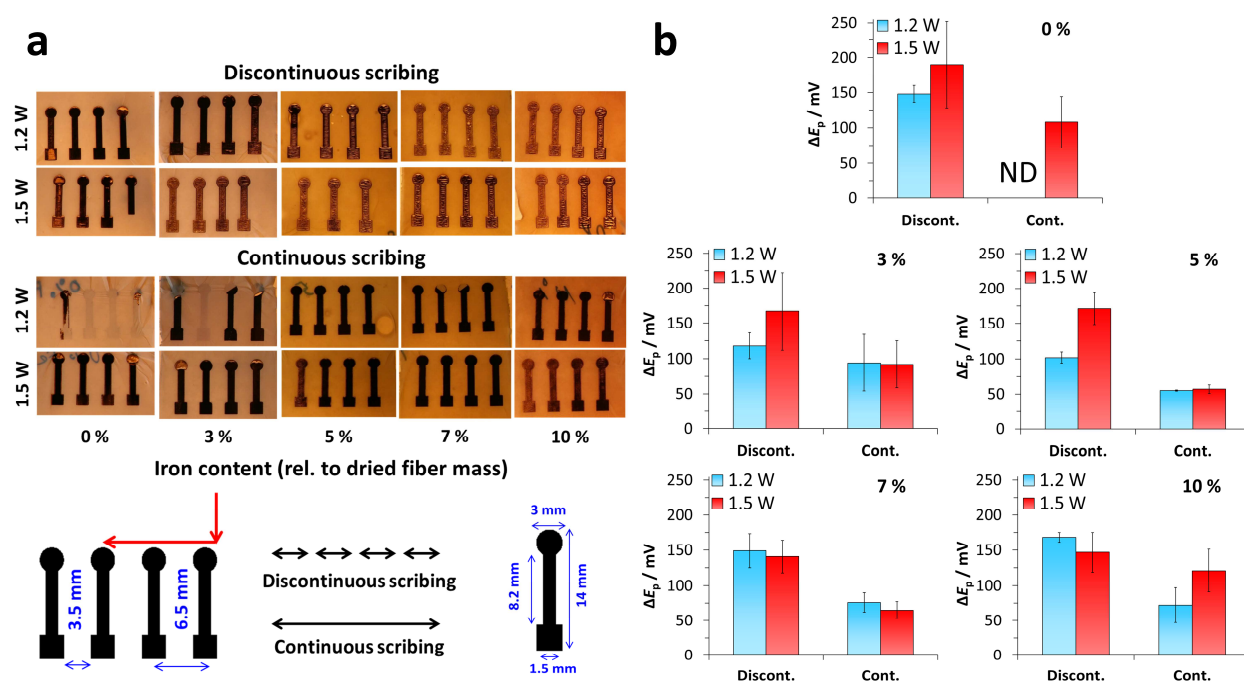 a
Discontinuous scribing
1.2 W
1.5 W
Continuous scribing
1.2 W
1.5 W
0 %
3 %
5 %
7 %
10 %
Iron content (rel. to dried fiber mass)
3.5 mm
6.5 mm
Discontinuous scribing
Continuous scribing
3 mm
8.2 mm
14 mm
1.5 mm
b
0 %
1.2 W
1.5 W
ΔEp / mV
250
200
150
100
50
0
ND
Discont.
Cont.
3 %
1.2 W
1.5 W
ΔEp / mV
250
200
150
100
50
0
Discont.
Cont.
5 %
1.2 W
1.5 W
ΔEp / mV
250
200
150
100
50
0
Discont.
Cont.
7 %
1.2 W
1.5 W
ΔEp / mV
250
200
150
100
50
0
Discont.
Cont.
10 %
1.2 W
1.5 W
ΔEp / mV
250
200
150
100
50
0
Discont.
Cont.